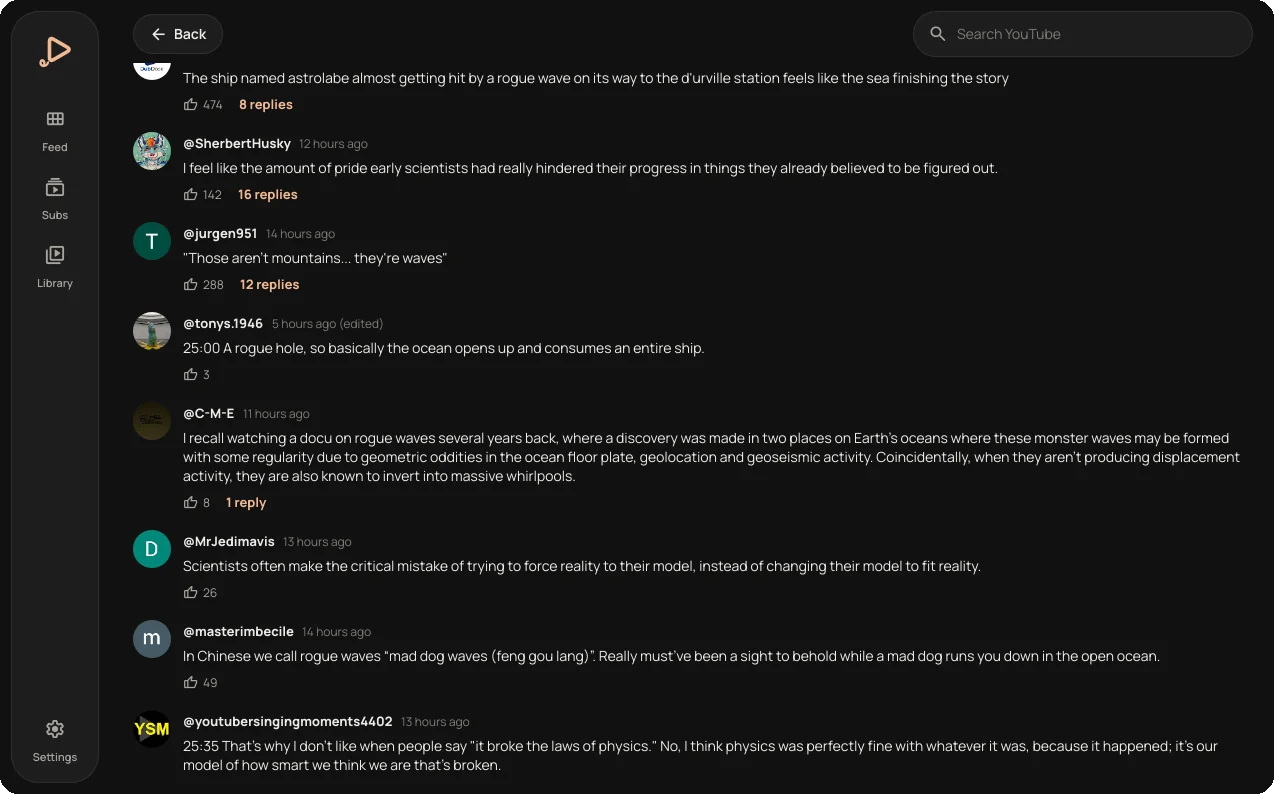 Back
Search YouTube
Feed
Subs
Library
Settings
DubDock
The ship named astrolabe almost getting hit by a rogue wave on its way to the d'urville station feels like the sea finishing the story
474 8 replies
@SherbertHusky 12 hours ago
I feel like the amount of pride early scientists had really hindered their progress in things they already believed to be figured out.
142 16 replies
T
@jurgen951 14 hours ago
"Those aren't mountains... they're waves"
288 12 replies
@tonys.1946 5 hours ago (edited)
25:00 A rogue hole, so basically the ocean opens up and consumes an entire ship.
3
@C-M-E 11 hours ago
I recall watching a docu on rogue waves several years back, where a discovery was made in two places on Earth's oceans where these monster waves may be formed
with some regularity due to geometric oddities in the ocean floor plate, geolocation and geoseismic activity. Coincidentally, when they aren't producing displacement
activity, they are also known to invert into massive whirlpools.
8 1 reply
D
@MrJedimavis 13 hours ago
Scientists often make the critical mistake of trying to force reality to their model, instead of changing their model to fit reality.
26
m
@masterimbecile 14 hours ago
In Chinese we call rogue waves “mad dog waves (feng gou lang)”. Really must've been a sight to behold while a mad dog runs you down in the open ocean.
49
YSM
@youtubersingingmoments4402 13 hours ago
25:35 That's why I don't like when people say "it broke the laws of physics." No, I think physics was perfectly fine with whatever it was, because it happened; it's our
model of how smart we think we are that's broken.